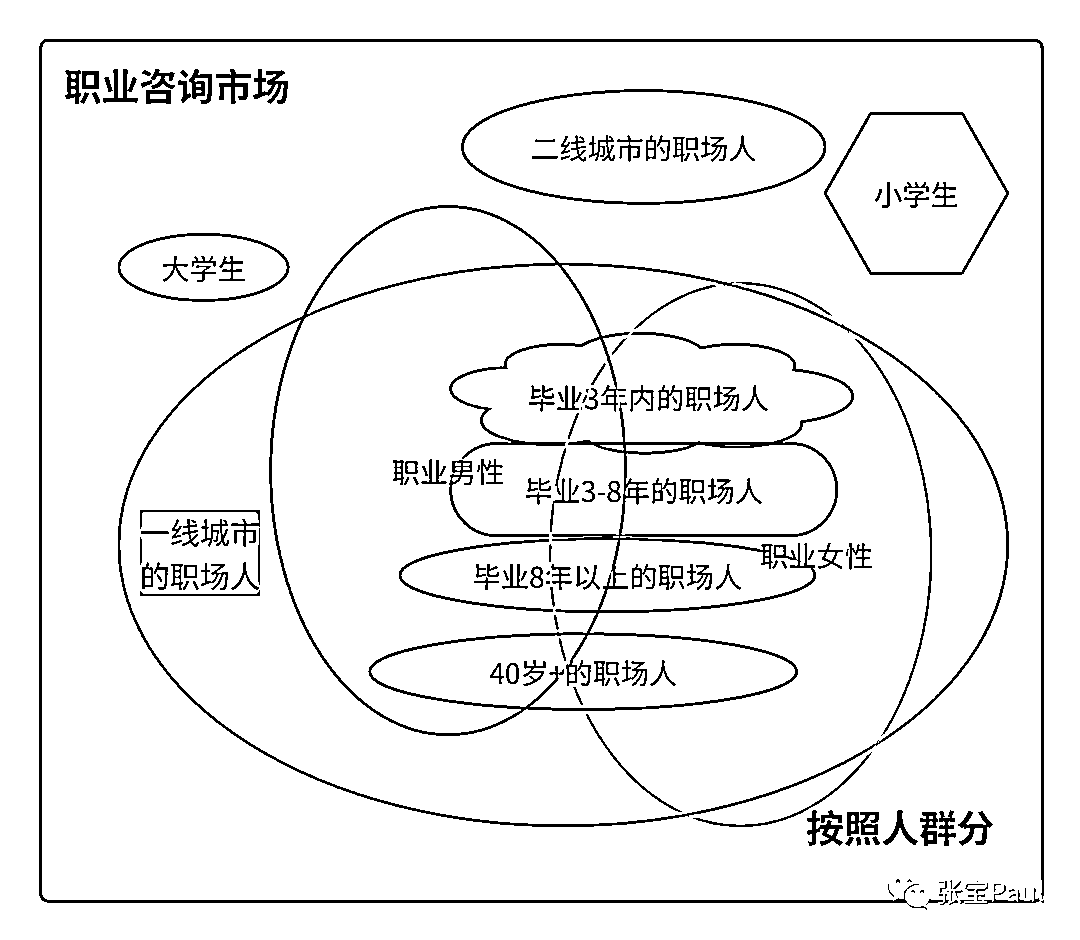 职业咨询市场
二线城市的职场人
小学生
大学生
毕业3年内的职场人
职业男性
毕业3-8年的职场人
一线城市
的职场人
职业女性
毕业8年以上的职场人
40岁+的职场人
按照人群分
张宝Paul